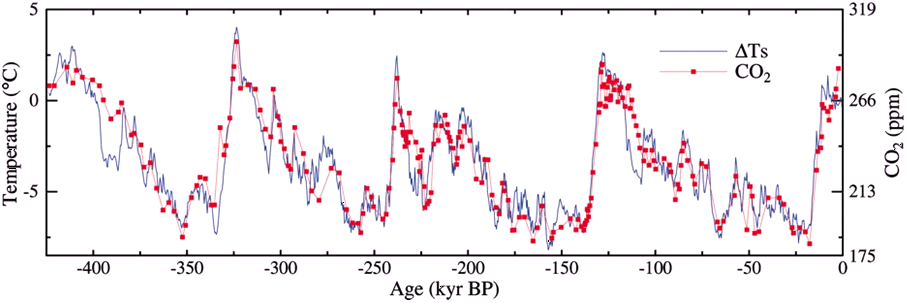 5
0
-5
Temperature (°C)
319
266
213
175
CO2 (ppm)
ΔTs
CO2
-400 -350 -300 -250 -200 -150 -100 -50 0
Age (kyr BP)